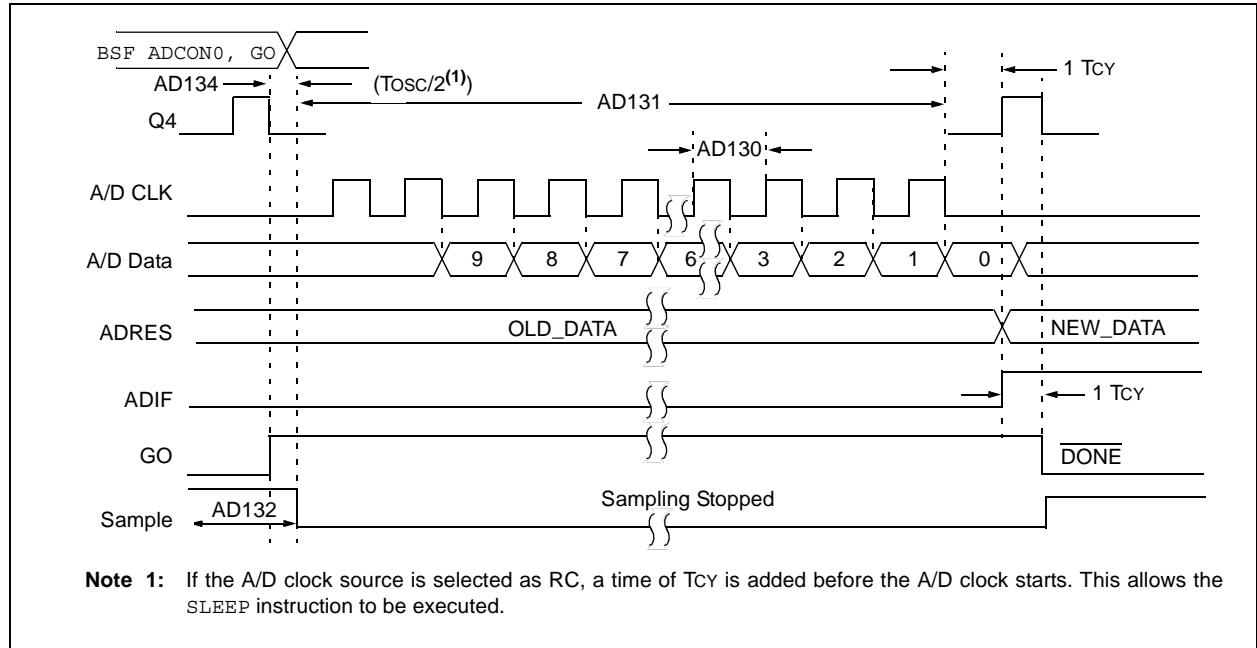 BSF ADCON0, GO
AD134 (TOSC/2(1)) 1 TCY
AD131
Q4
AD130
A/D CLK
A/D Data 9 8 7 6 3 2 1 0
ADRES OLD_DATA NEW_DATA
ADIF 1 TCY
GO DONE
Sample AD132 Sampling Stopped
Note 1: If the A/D clock source is selected as RC, a time of TCY is added before the A/D clock starts. This allows the
SLEEP instruction to be executed.